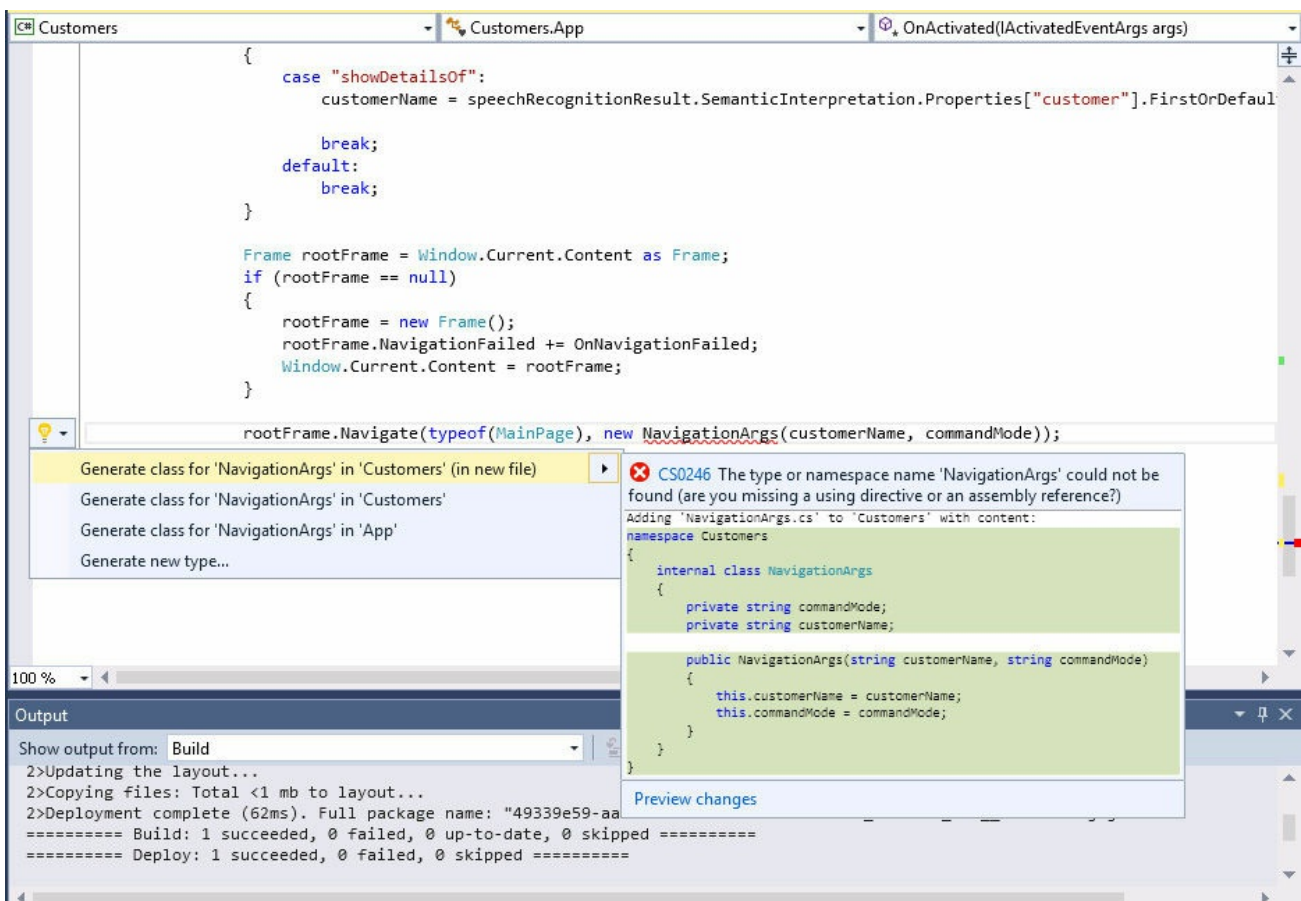 C# Customers
Customers.App
OnActivated(IActivatedEventArgs args)
{
case "showDetailsOf":
customerName = speechRecognitionResult.SemanticInterpretation.Properties["customer"].FirstOrDefaul
break;
default:
break;
}
Frame rootFrame = Window.Current.Content as Frame;
if (rootFrame == null)
{
rootFrame = new Frame();
rootFrame.NavigationFailed += OnNavigationFailed;
Window.Current.Content = rootFrame;
}
rootFrame.Navigate(typeof(MainPage), new NavigationArgs(customerName, commandMode));
Generate class for 'NavigationArgs' in 'Customers' (in new file)
Generate class for 'NavigationArgs' in 'Customers'
Generate class for 'NavigationArgs' in 'App'
Generate new type...
CS0246 The type or namespace name 'NavigationArgs' could not be
found (are you missing a using directive or an assembly reference?)
Adding 'NavigationArgs.cs' to 'Customers' with content:
namespace Customers
{
internal class NavigationArgs
{
private string commandMode;
private string customerName;
public NavigationArgs(string customerName, string commandMode)
{
this.customerName = customerName;
this.commandMode = commandMode;
}
}
}
Preview changes
100 %
Output
Show output from: Build
2>Updating the layout...
2>Copying files: Total <1 mb to layout...
2>Deployment complete (62ms). Full package name: "49339e59-aa
========== Build: 1 succeeded, 0 failed, 0 up-to-date, 0 skipped ==========
========== Deploy: 1 succeeded, 0 failed, 0 skipped ==========